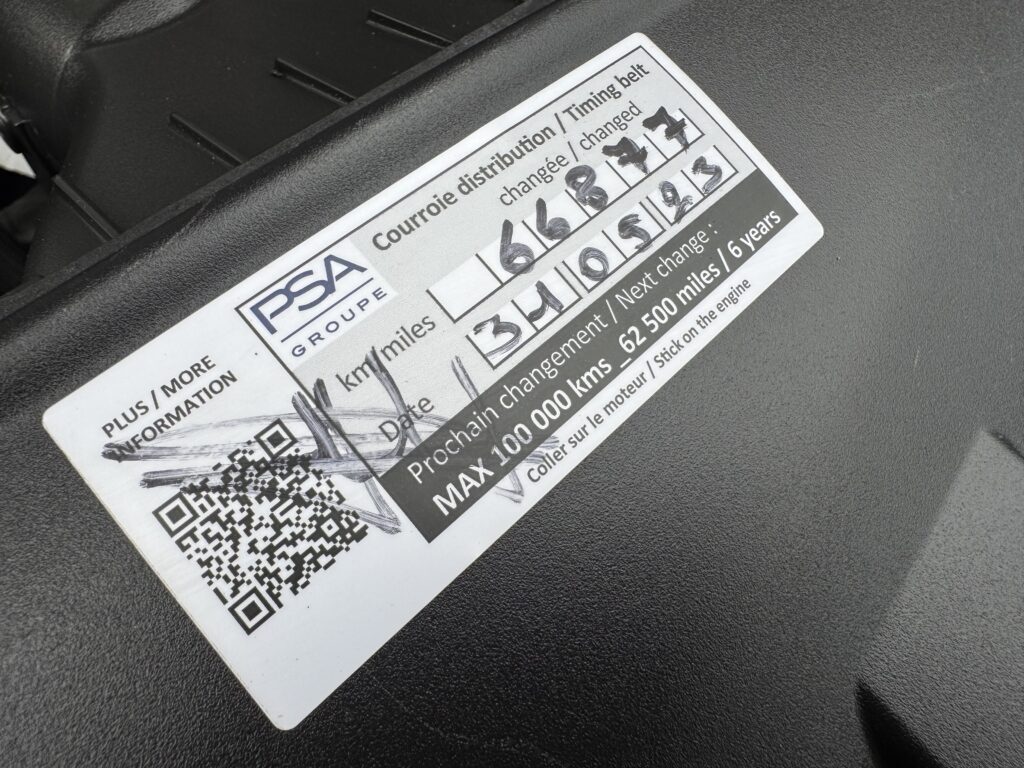 PSA
GROUPE
Courroie distribution / Timing belt
changée / changed
km/miles 66877
Date 310523
Prochain changement / Next change :
MAX 100 000 kms _62 500 miles / 6 years
Coller sur le moteur / Stick on the engine
PLUS / MORE
INFORMATION